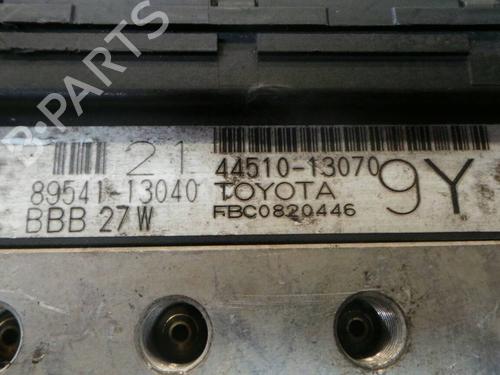 B-PARTS
21
44510-13070
89541-13040
TOYOTA
9Y
BBB 27W
FBC0820446